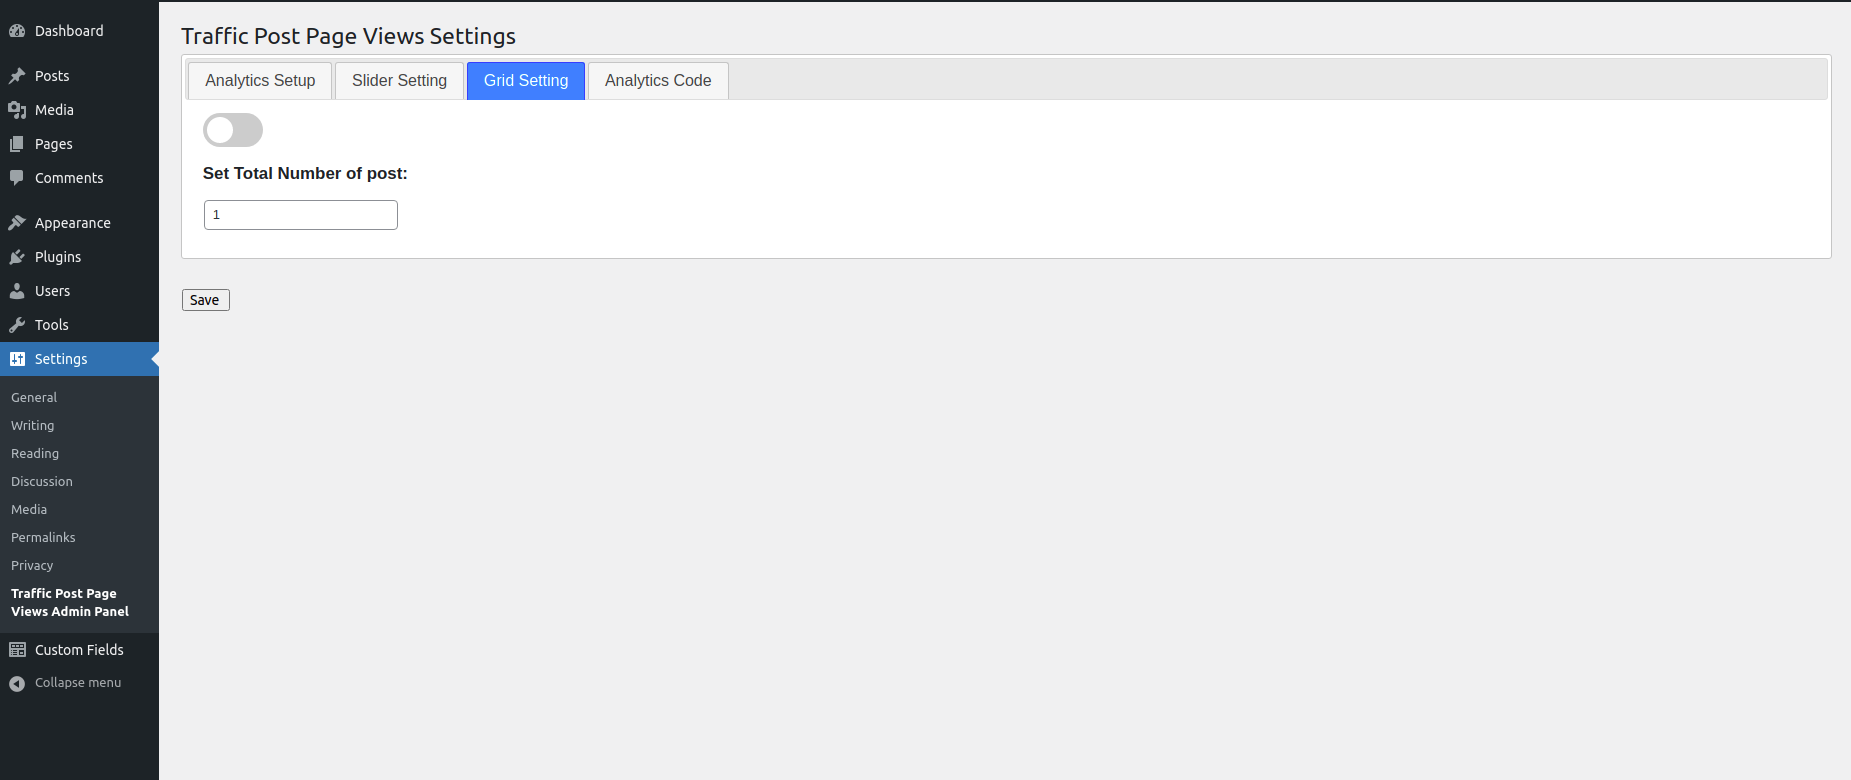 Dashboard
Posts
Media
Pages
Comments
Appearance
Plugins
Users
Tools
Settings
General
Writing
Reading
Discussion
Media
Permalinks
Privacy
Traffic Post Page
Views Admin Panel
Custom Fields
Collapse menu
Traffic Post Page Views Settings
Analytics Setup
Slider Setting
Grid Setting
Analytics Code
Set Total Number of post:
1
Save